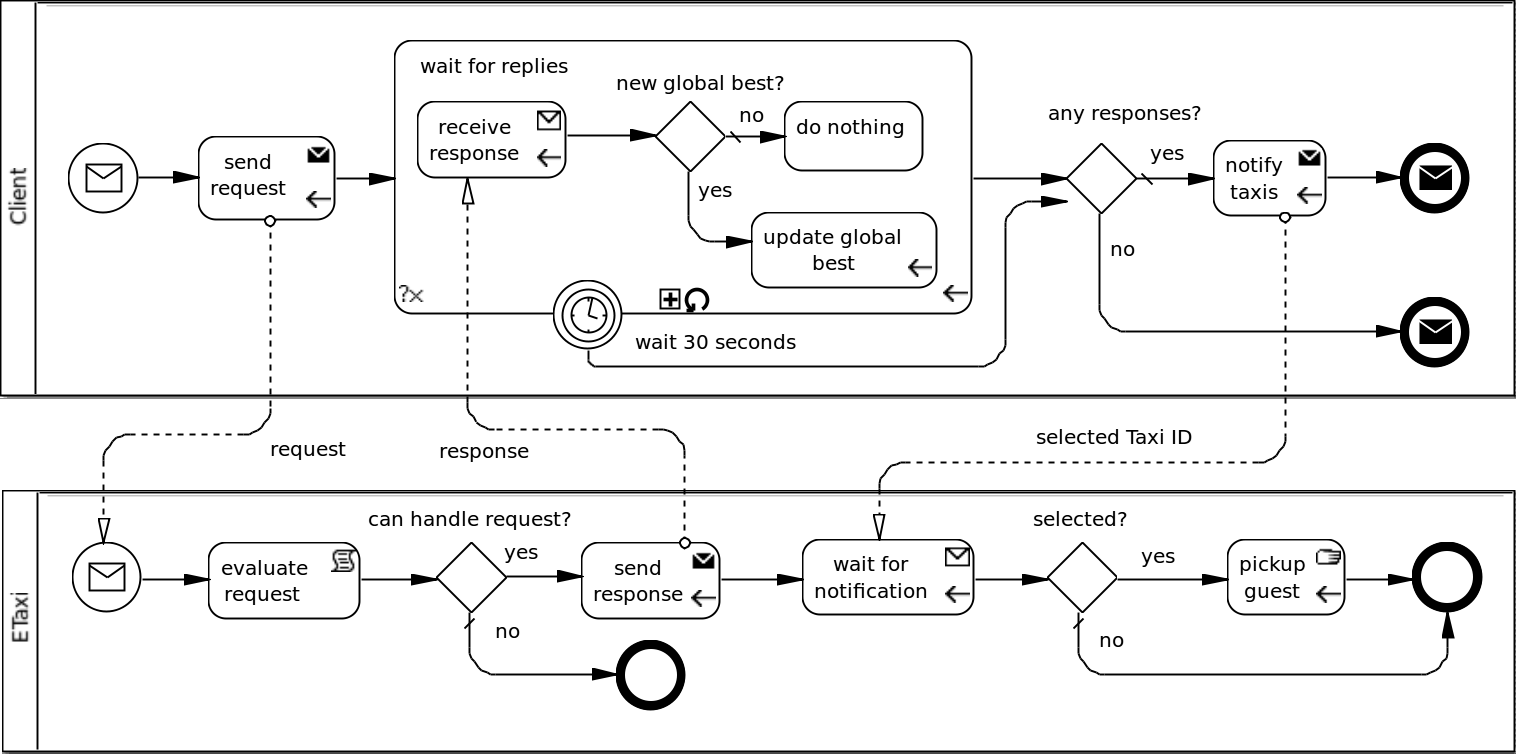 Client
wait for replies
new global best?
receive
response
no
do nothing
send
request
yes
update global
best
?x
wait 30 seconds
any responses?
yes
notify
taxis
no
request
response
selected Taxi ID
ETaxi
can handle request?
selected?
evaluate
request
yes
send
response
no
wait for
notification
yes
pickup
guest
no